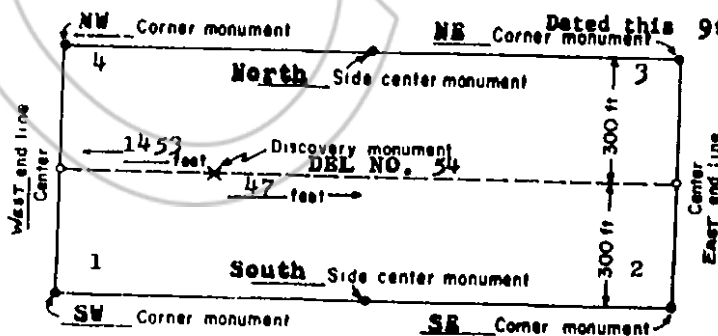 NW Corner monument NE Corner monument Dated this 9
4 North Side center monument 3
300 ft
1453 feet Discovery monument
DEL NO. 54
47 feet
WEST end line
Center
Center
EAST end line
300 ft
1 South Side center monument 2
SW Corner monument SE Corner monument